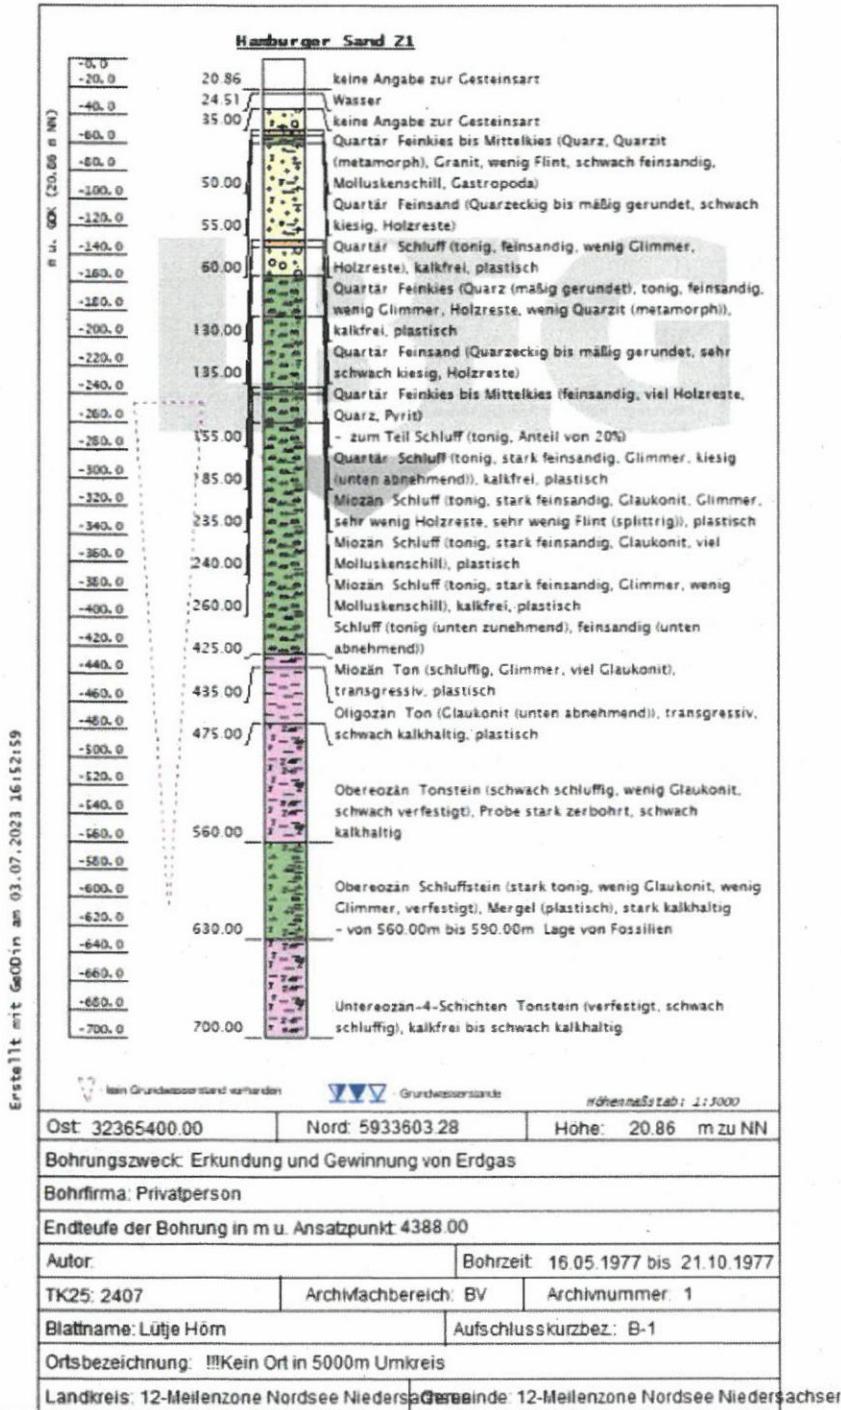 Hamburger Sand Z1
m u. GOK (20.86 m NN)
-0.0
-20.0
-40.0
-60.0
-80.0
-100.0
-120.0
-140.0
-160.0
-180.0
-200.0
-220.0
-240.0
-260.0
-280.0
-300.0
-320.0
-340.0
-360.0
-380.0
-400.0
-420.0
-440.0
-460.0
-480.0
-500.0
-520.0
-540.0
-560.0
-580.0
-600.0
-620.0
-640.0
-660.0
-680.0
-700.0
20.86 keine Angabe zur Gesteinsart
24.51 Wasser
35.00 keine Angabe zur Gesteinsart
Quartär Feinkies bis Mittelkies (Quarz, Quarzit
(metamorph), Granit, wenig Flint, schwach feinsandig,
50.00 Molluskenschill, Gastropoda)
Quartär Feinsand (Quarzeckig bis mäßig gerundet, schwach
55.00 kiesig, Holzreste)
Quartär Schluff (tonig, feinsandig, wenig Glimmer,
60.00 Holzreste), kalkfrei, plastisch
Quartär Feinkies (Quarz (mäßig gerundet), tonig, feinsandig,
wenig Glimmer, Holzreste, wenig Quarzit (metamorph)),
130.00 kalkfrei, plastisch
Quartär Feinsand (Quarzeckig bis mäßig gerundet, sehr
135.00 schwach kiesig, Holzreste)
Quartär Feinkies bis Mittelkies (feinsandig, viel Holzreste,
Quarz, Pyrit)
155.00 - zum Teil Schluff (tonig, Anteil von 20%)
Quartär Schluff (tonig, stark feinsandig, Glimmer, kiesig
185.00 (unten abnehmend)), kalkfrei, plastisch
Miozän Schluff (tonig, stark feinsandig, Glaukonit, Glimmer,
235.00 sehr wenig Holzreste, sehr wenig Flint (splittrig)), plastisch
Miozän Schluff (tonig, stark feinsandig, Glaukonit, viel
240.00 Molluskenschill), plastisch
Miozän Schluff (tonig, stark feinsandig, Glimmer, wenig
260.00 Molluskenschill), kalkfrei, plastisch
Schluff (tonig (unten zunehmend), feinsandig (unten
425.00 abnehmend))
Miozän Ton (schluffig, Glimmer, viel Glaukonit),
435.00 transgressiv, plastisch
Oligozän Ton (Glaukonit (unten abnehmend)), transgressiv,
475.00 schwach kalkhaltig, plastisch
Obereozän Tonstein (schwach schluffig, wenig Glaukonit,
schwach verfestigt), Probe stark zerbohrt, schwach
560.00 kalkhaltig
Obereozän Schluffstein (stark tonig, wenig Glaukonit, wenig
Glimmer, verfestigt), Mergel (plastisch), stark kalkhaltig
630.00 - von 560.00m bis 590.00m Lage von Fossilien
Untereozän-4-Schichten Tonstein (verfestigt, schwach
700.00 schluffig), kalkfrei bis schwach kalkhaltig
- kein Grundwasserstand vorhanden
- Grundwasserstände
Höhenmaßstab: 1:3000
Erstellt mit GeODin am 03.07.2023 16:52:59
LBEG
Ost: 32365400.00 Nord: 5933603.28 Höhe: 20.86 m zu NN
Bohrungszweck: Erkundung und Gewinnung von Erdgas
Bohrfirma: Privatperson
Endteufe der Bohrung in m u. Ansatzpunkt: 4388.00
Autor: Bohrzeit: 16.05.1977 bis 21.10.1977
TK25: 2407 Archivfachbereich: BV Archivnummer: 1
Blattname: Lütje Hörn Aufschlusskurzbez.: B-1
Ortsbezeichnung: !!!Kein Ort in 5000m Umkreis
Landkreis: 12-Meilenzone Nordsee Niedersachsen Gemeinde: 12-Meilenzone Nordsee Niedersachsen